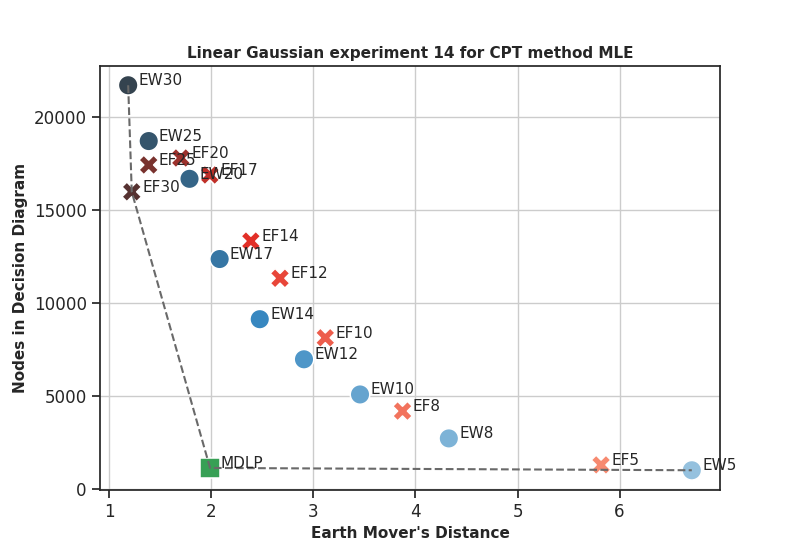 Linear Gaussian experiment 14 for CPT method MLE
Nodes in Decision Diagram
20000
15000
10000
5000
0
EW30
EW25
EF20
EF25
EF17
EW20
EF30
EF14
EW17
EF12
EW14
EF10
EW12
EW10
EF8
EW8
MDLP
EF5
EW5
1 2 3 4 5 6
Earth Mover's Distance